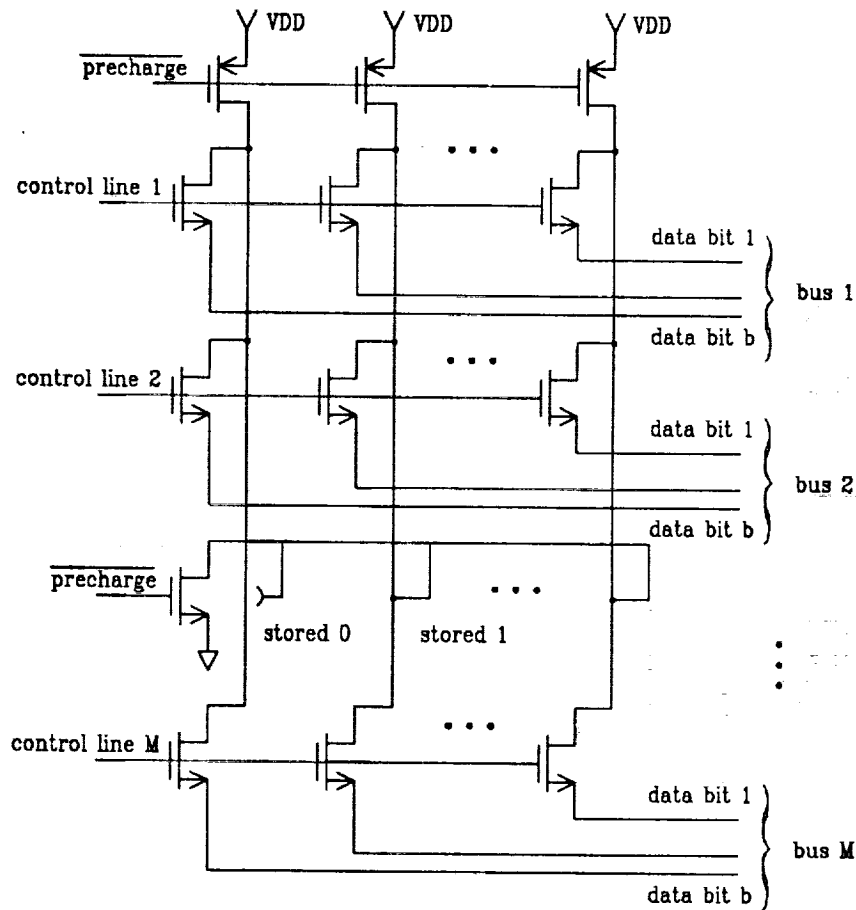 VDD VDD VDD
precharge
control line 1
data bit 1
bus 1
data bit b
control line 2
data bit 1
bus 2
data bit b
precharge
stored 0 stored 1
control line M
data bit 1
bus M
data bit b